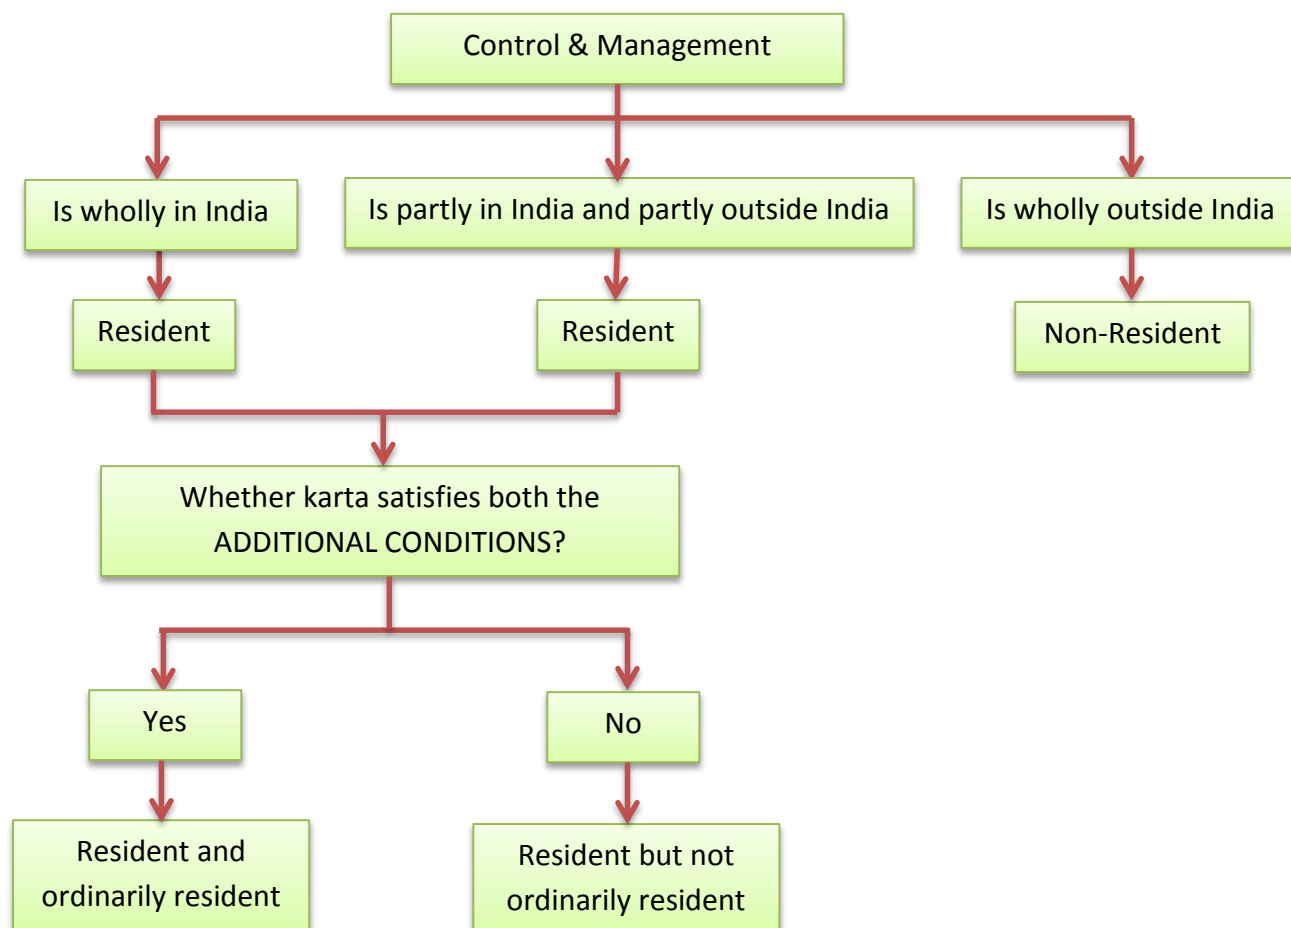 Control & Management
Is wholly in India
Is partly in India and partly outside India
Is wholly outside India
Resident
Resident
Non-Resident
Whether karta satisfies both the
ADDITIONAL CONDITIONS?
Yes
No
Resident and
ordinarily resident
Resident but not
ordinarily resident